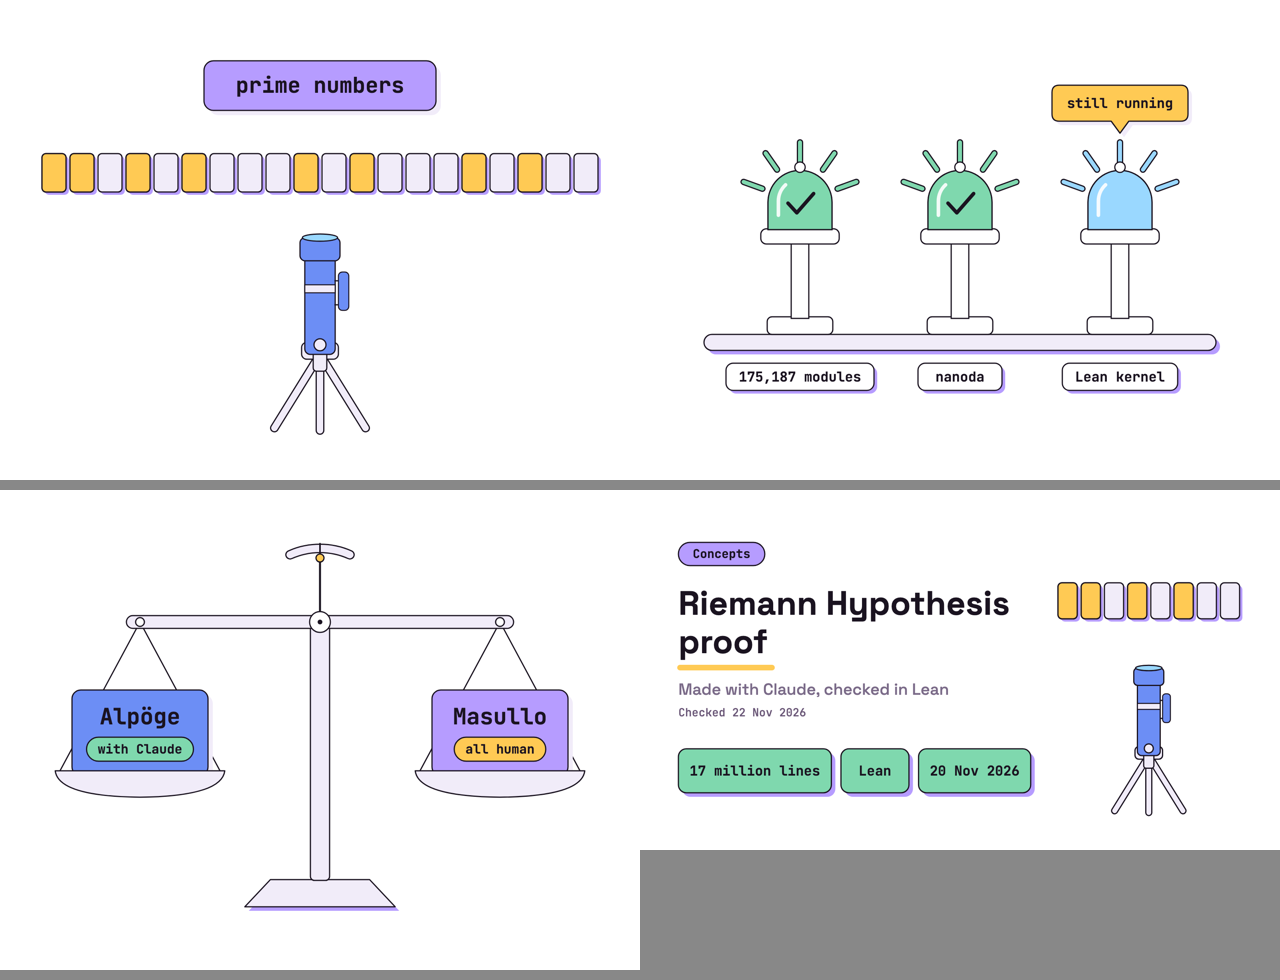 prime numbers
still running
175,187 modules
nanoda
Lean kernel
Alpöge
with Claude
Masullo
all human
Concepts
Riemann Hypothesis
proof
Made with Claude, checked in Lean
Checked 22 Nov 2026
17 million lines
Lean
20 Nov 2026